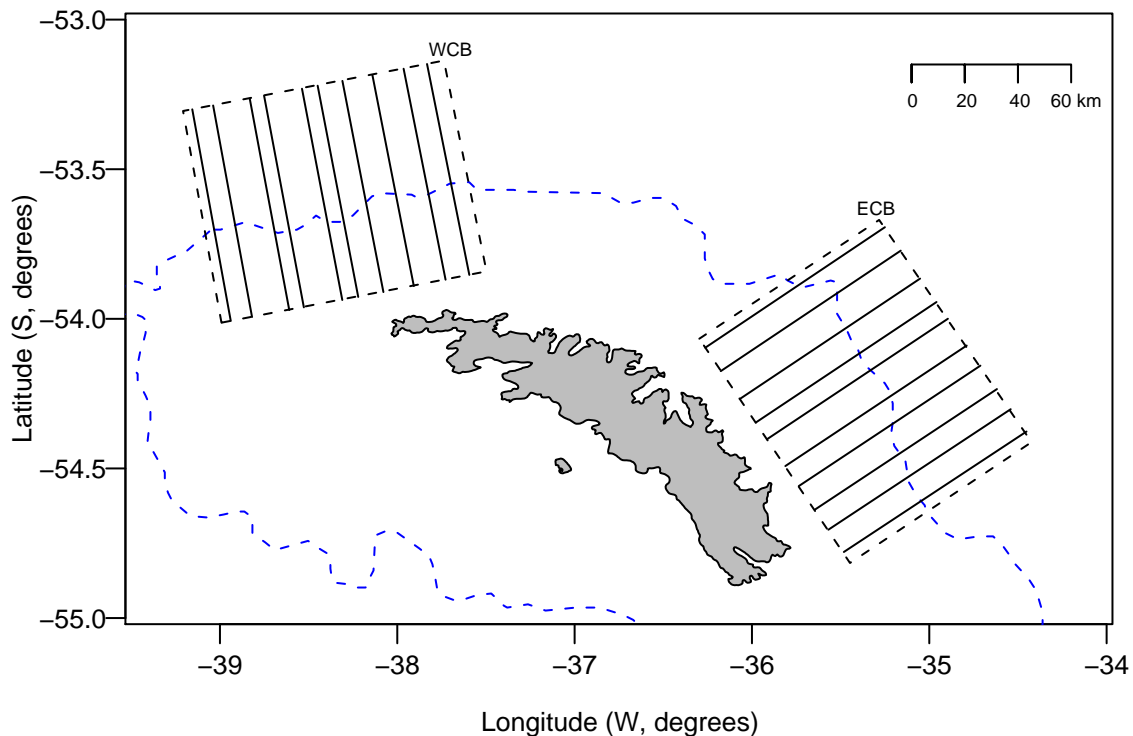 −53.0
WCB
0 20 40 60 km
−53.5
ECB
−54.0
−54.5
−55.0
Latitude (S, degrees)
−39 −38 −37 −36 −35 −34
Longitude (W, degrees)